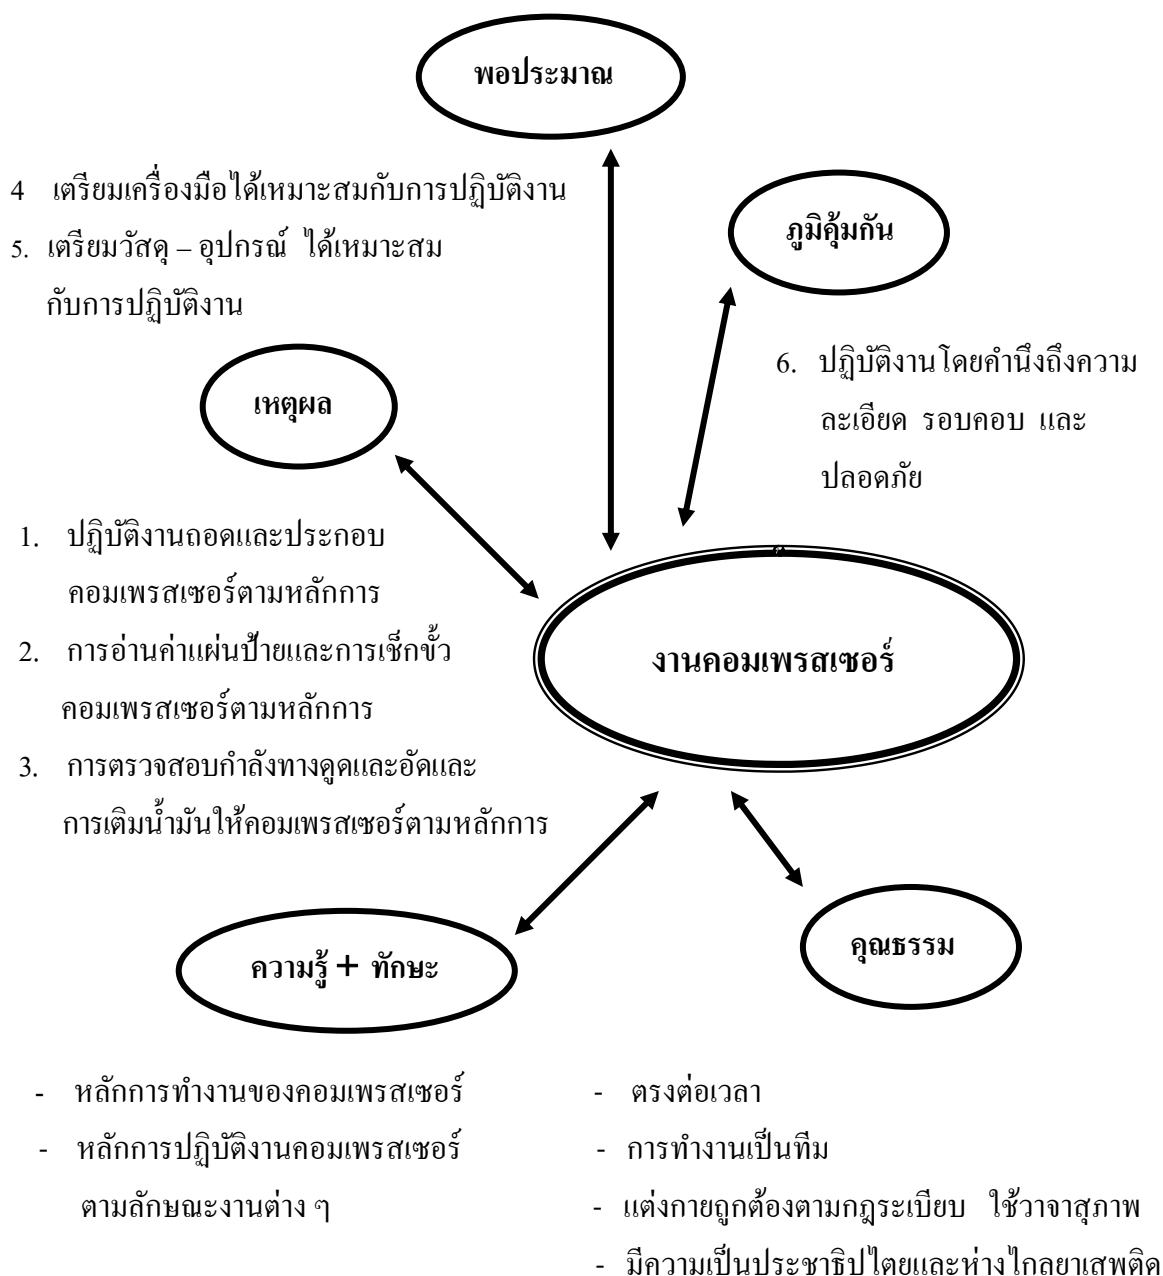 พอประมาณ
4 เตรียมเครื่องมือได้เหมาะสมกับการปฏิบัติงาน
5. เตรียมวัสดุ – อุปกรณ์ ได้เหมาะสม
กับการปฏิบัติงาน
ภูมิคุ้มกัน
6. ปฏิบัติงานโดยคำนึงถึงความ
ละเอียด รอบคอบ และ
ปลอดภัย
เหตุผล
1. ปฏิบัติงานถอดและประกอบ
คอมเพรสเซอร์ตามหลักการ
2. การอ่านค่าแผ่นป้ายและการเช็กขั้ว
คอมเพรสเซอร์ตามหลักการ
3. การตรวจสอบกำลังทางดูดและอัดและ
การเติมน้ำมันให้คอมเพรสเซอร์ตามหลักการ
งานคอมเพรสเซอร์
ความรู้ + ทักษะ
- หลักการทำงานของคอมเพรสเซอร์
- หลักการปฏิบัติงานคอมเพรสเซอร์
ตามลักษณะงานต่าง ๆ
คุณธรรม
- ตรงต่อเวลา
- การทำงานเป็นทีม
- แต่งกายถูกต้องตามกฎระเบียบ ใช้วาจาสุภาพ
- มีความเป็นประชาธิปไตยและห่างไกลยาเสพติด